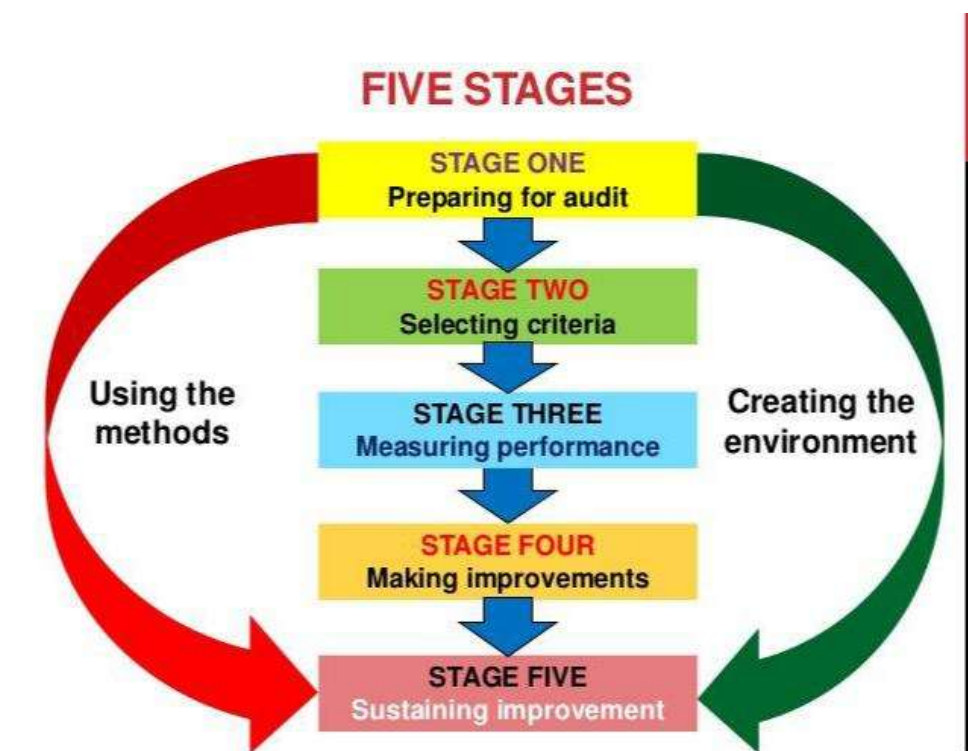 FIVE STAGES
STAGE ONE
Preparing for audit
STAGE TWO
Selecting criteria
Using the
methods
STAGE THREE
Measuring performance
Creating the
environment
STAGE FOUR
Making improvements
STAGE FIVE
Sustaining improvement